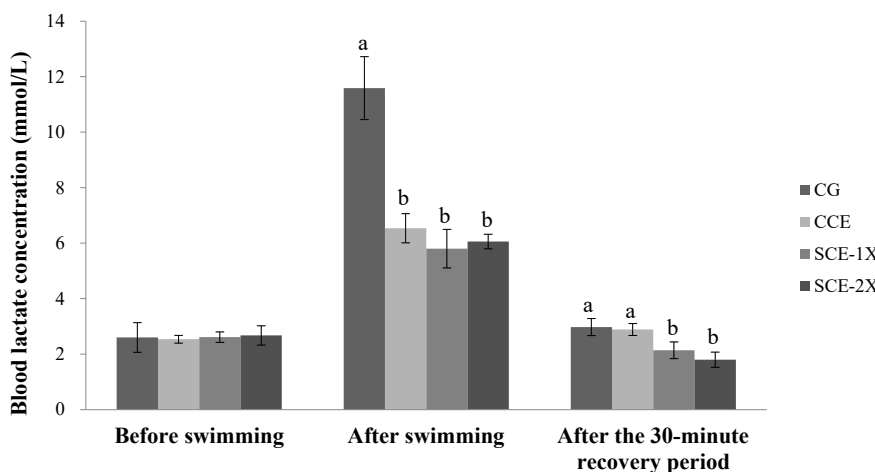 Blood lactate concentration (mmol/L)
14
12
10
8
6
4
2
0
a
b
b
b
a
a
b
b
CG
CCE
SCE-1X
SCE-2X
Before swimming
After swimming
After the 30-minute
recovery period